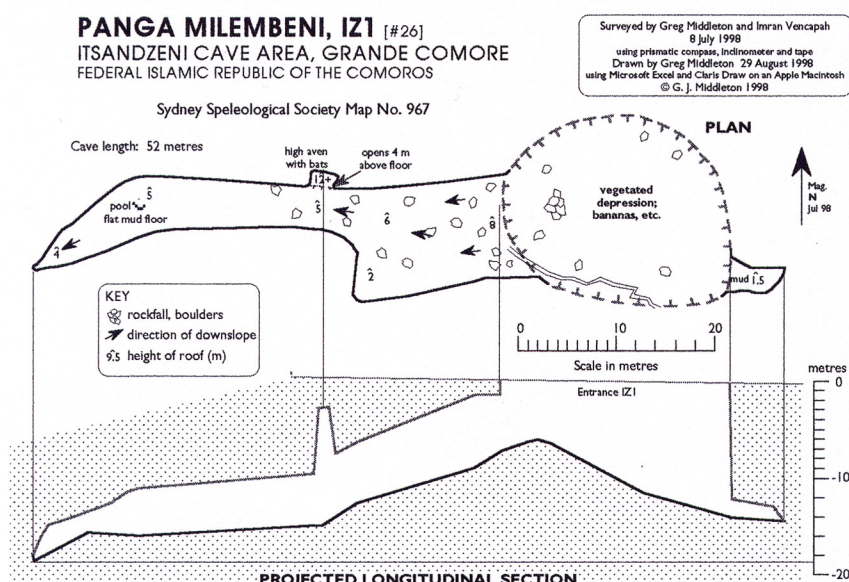 PANGA MILEMBENI, IZ1 [#26]
ITSANDZENI CAVE AREA, GRANDE COMORE
FEDERAL ISLAMIC REPUBLIC OF THE COMOROS
Surveyed by Greg Middleton and Imran Vencapah
8 July 1998
using prismatic compass, inclinometer and tape
Drawn by Greg Middleton 29 August 1998
using Microsoft Excel and Claris Draw on an Apple Macintosh
© G. J. Middleton 1998
Sydney Speleological Society Map No. 967
PLAN
Cave length: 52 metres
high aven
with bats
opens 4 m
above floor
12+
5
pool
flat mud floor
4
5
6
8
2
vegetated
depression;
bananas, etc.
Mag.
N
Jul 98
mud 1.5
KEY
rockfall, boulders
direction of downslope
9.5 height of roof (m)
0 10 20
Scale in metres
metres
Entrance IZ1
0
-10
-20
PROJECTED LONGITUDINAL SECTION